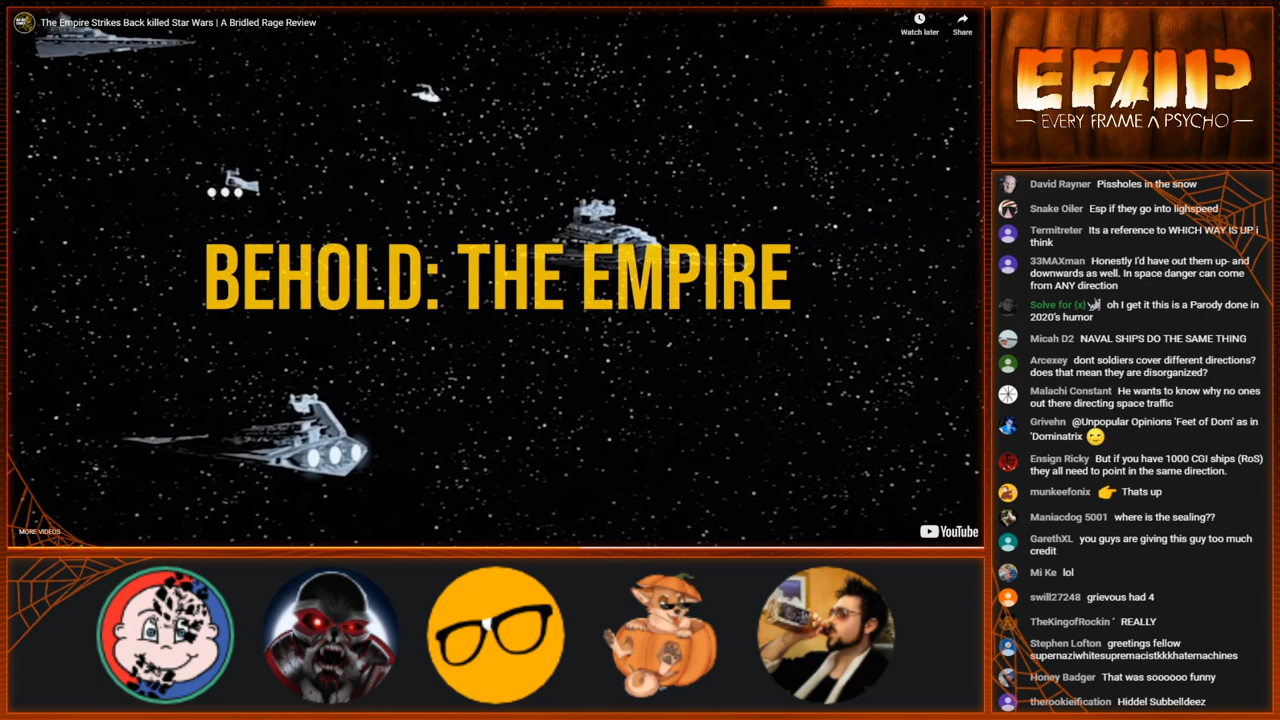 The Empire Strikes Back killed Star Wars | A Bridled Rage Review
Watch later
Share
BEHOLD: THE EMPIRE
MORE VIDEOS
YouTube
EFAP
EVERY FRAME A PSYCHO
David Rayner Pissholes in the snow
Snake Oiler Esp if they go into lighspeed
Termitreter Its a reference to WHICH WAY IS UP i
think
33MAXman Honestly I'd have out them up- and
downwards as well. In space danger can come
from ANY direction
Solve for (x) oh I get it this is a Parody done in
2020's humor
Micah D2 NAVAL SHIPS DO THE SAME THING
Arcexey dont soldiers cover different directions?
does that mean they are disorganized?
Malachi Constant He wants to know why no ones
out there directing space traffic
Grivehn @Unpopular Opinions 'Feet of Dom' as in
'Dominatrix
Ensign Ricky But if you have 1000 CGI ships (RoS)
they all need to point in the same direction.
munkeefonix Thats up
Maniacdog 5001 where is the sealing??
GarethXL you guys are giving this guy too much
credit
Mi Ke lol
swill27248 grievous had 4
TheKingofRockin ' REALLY
Stephen Lofton greetings fellow
supernaziwhitesupremacistkkkhatemachines
Honey Badger That was soooooo funny
therookieification Hiddel Subbelldeez